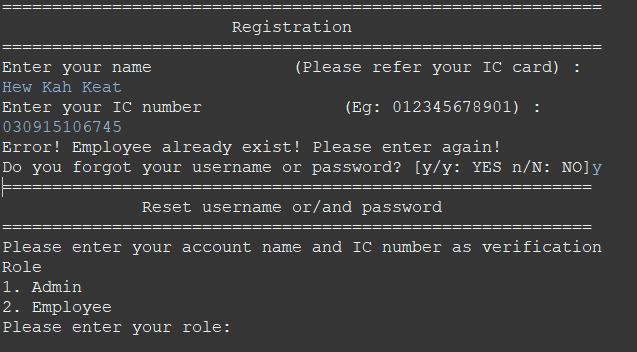 ============================================================
Registration
============================================================
Enter your name (Please refer your IC card) :
Hew Kah Keat
Enter your IC number (Eg: 012345678901) :
030915106745
Error! Employee already exist! Please enter again!
Do you forgot your username or password? [y/y: YES n/N: NO]y
===========================================================
Reset username or/and password
===========================================================
Please enter your account name and IC number as verification
Role
1. Admin
2. Employee
Please enter your role: